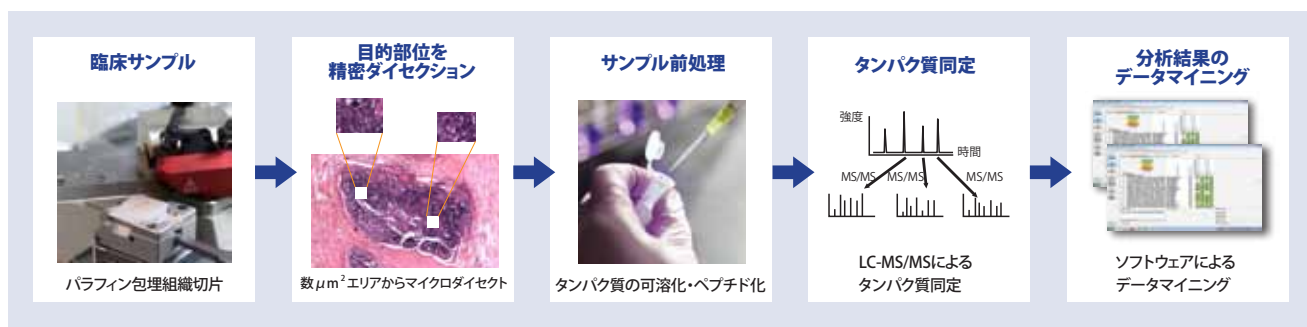 臨床サンプル
パラフィン包埋組織切片
目的部位を
精密ダイセクション
数μm²エリアからマイクロダイセクト
サンプル前処理
タンパク質の可溶化・ペプチド化
タンパク質同定
強度
時間
MS/MS MS/MS MS/MS
LC-MS/MSによる
タンパク質同定
分析結果の
データマイニング
ソフトウェアによる
データマイニング